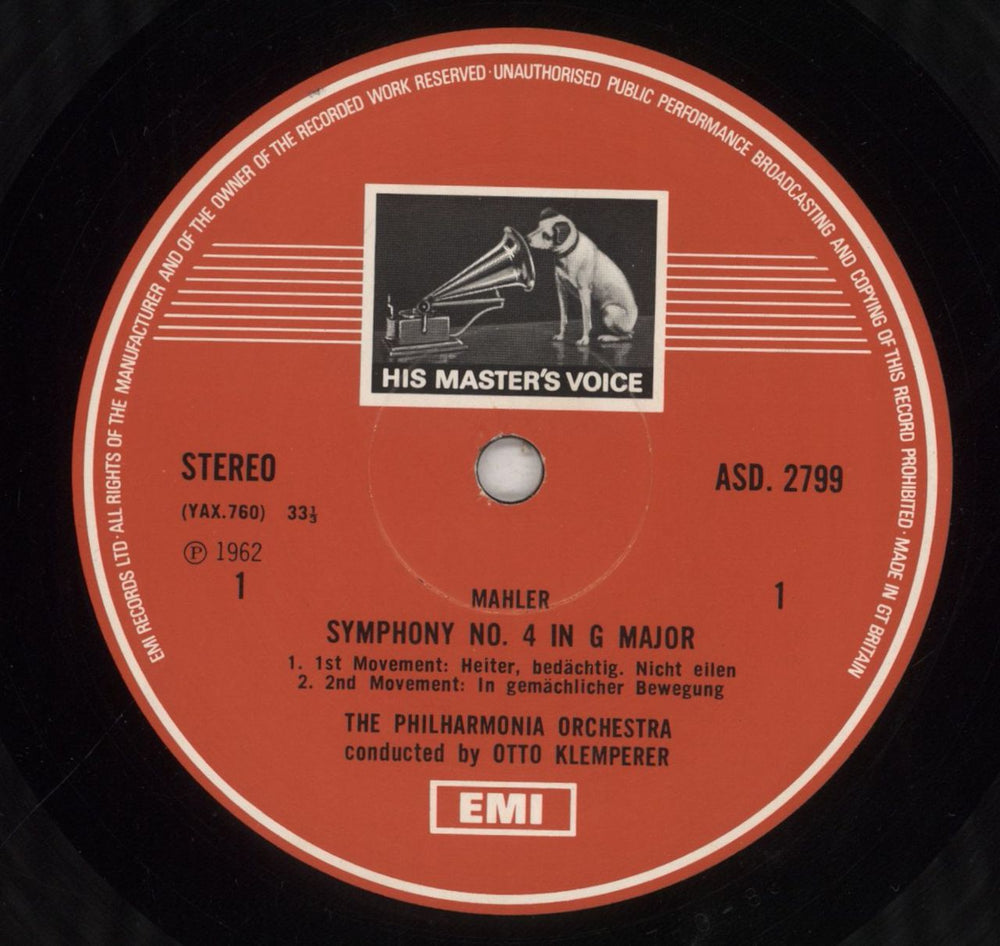 EMI RECORDS LTD · ALL RIGHTS OF THE MANUFACTURER AND OF THE OWNER OF THE RECORDED WORK RESERVED · UNAUTHORISED PUBLIC PERFORMANCE BROADCASTING AND COPYING OF THIS RECORD PROHIBITED · MADE IN GT BRITAIN
HIS MASTER'S VOICE
STEREO
ASD. 2799
(YAX.760) 33⅓
℗ 1962
1
1
MAHLER
SYMPHONY NO. 4 IN G MAJOR
1. 1st Movement: Heiter, bedächtig. Nicht eilen
2. 2nd Movement: In gemächlicher Bewegung
THE PHILHARMONIA ORCHESTRA
conducted by OTTO KLEMPERER
EMI